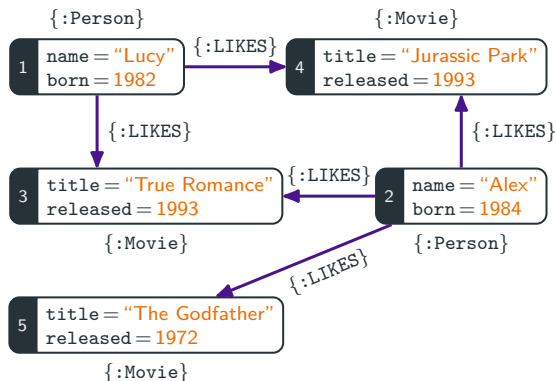 {:Person}
{:Movie}
1
name = “Lucy”
born = 1982
{:LIKES}
4
title = “Jurassic Park”
released = 1993
{:LIKES}
{:LIKES}
3
title = “True Romance”
released = 1993
{:LIKES}
2
name = “Alex”
born = 1984
{:Movie}
{:Person}
{:LIKES}
5
title = “The Godfather”
released = 1972
{:Movie}